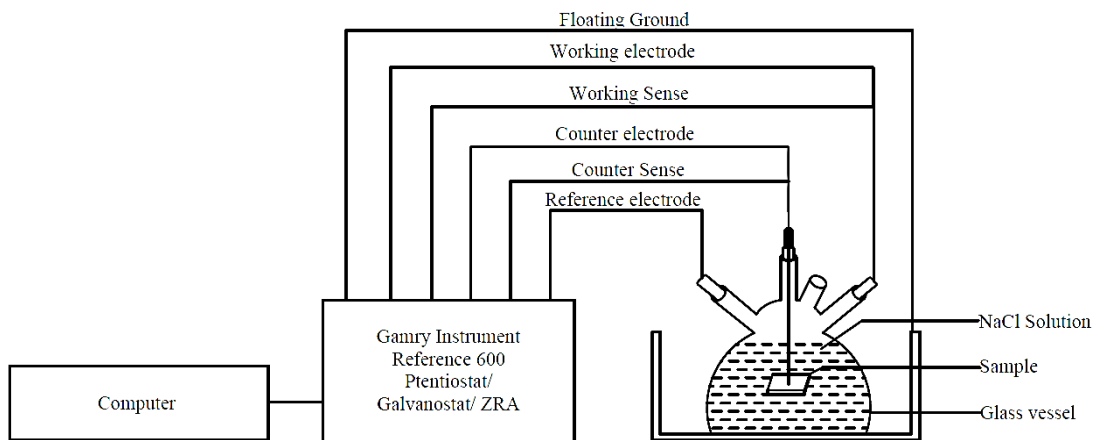 Floating Ground
Working electrode
Working Sense
Counter electrode
Counter Sense
Reference electrode
Gamry Instrument
Reference 600
Ptentiostat/
Galvanostat/ ZRA
Computer
NaCl Solution
Sample
Glass vessel